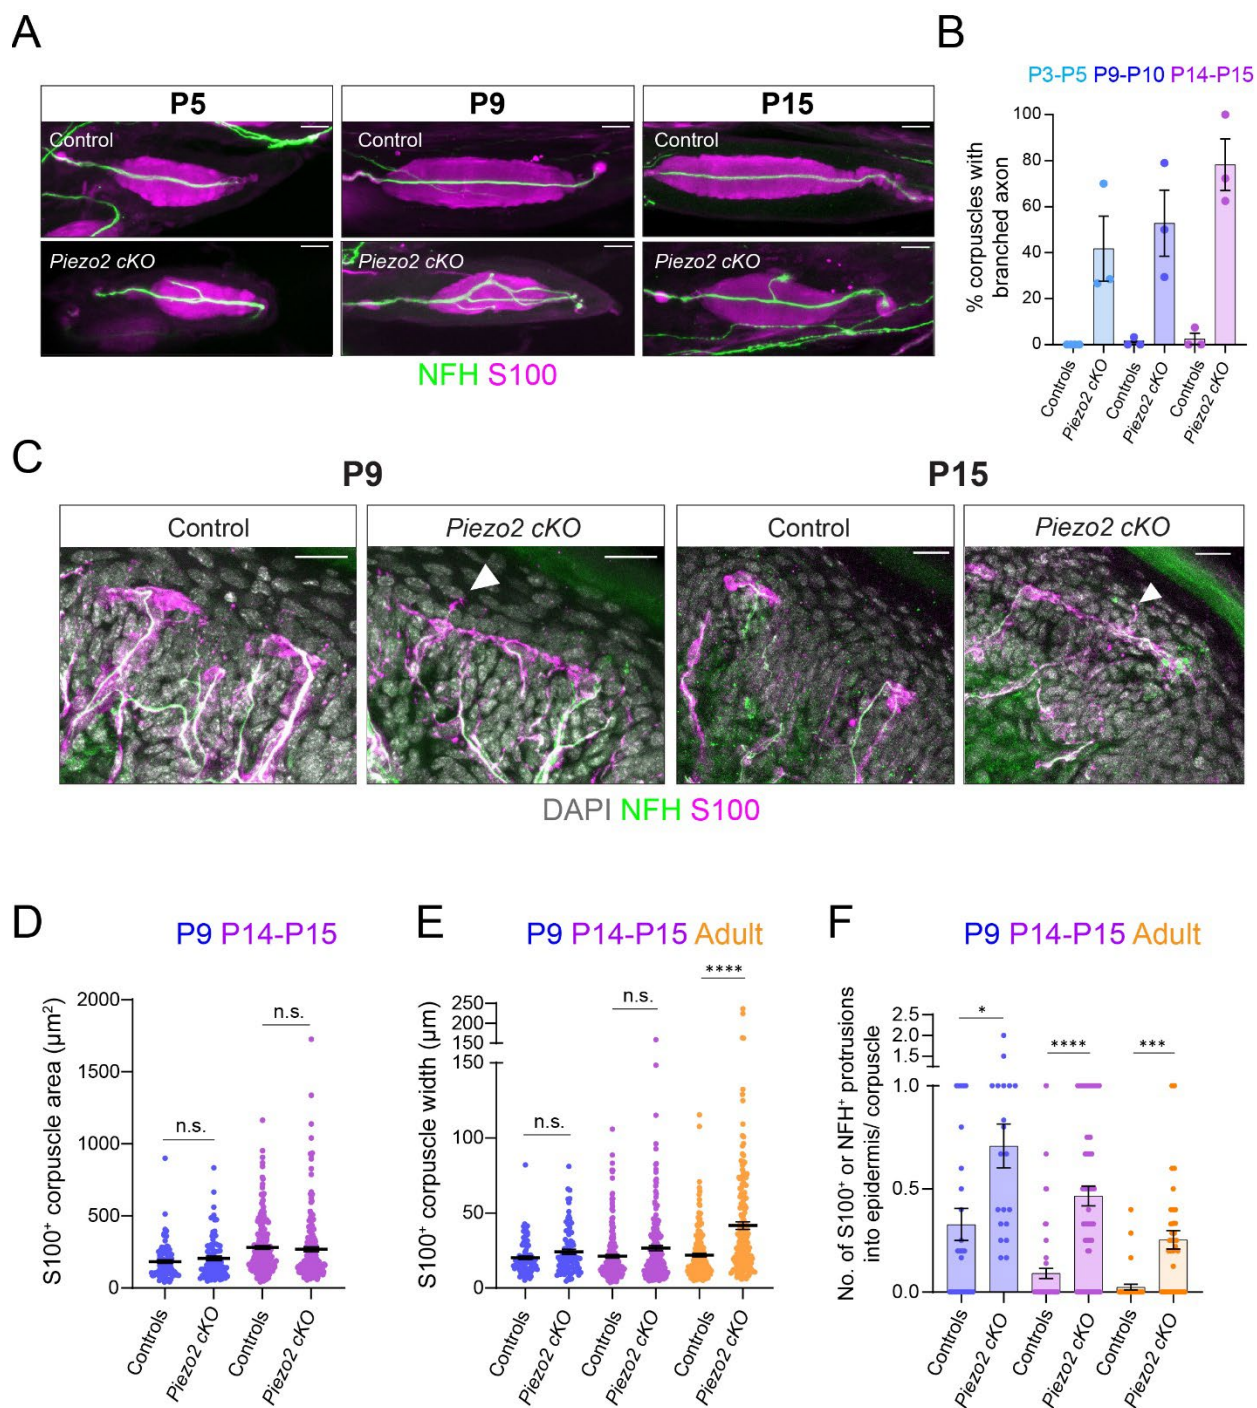 A
P5 P9 P15
Control Control Control
Piezo2 cKO Piezo2 cKO Piezo2 cKO
NFH S100
B
P3-P5 P9-P10 P14-P15
% corpuscles with
branched axon
100
80
60
40
20
0
Controls Piezo2 cKO Controls Piezo2 cKO Controls Piezo2 cKO
C
P9 P15
Control Piezo2 cKO Control Piezo2 cKO
DAPI NFH S100
D
P9 P14-P15
S100⁺ corpuscle area (µm²)
2000
1500
1000
500
0
n.s. n.s.
Controls Piezo2 cKO Controls Piezo2 cKO
E
P9 P14-P15 Adult
S100⁺ corpuscle width (µm)
250
200
150
150
100
50
0
n.s. n.s. ****
Controls Piezo2 cKO Controls Piezo2 cKO Controls Piezo2 cKO
F
P9 P14-P15 Adult
No. of S100⁺ or NFH⁺ protrusions
into epidermis/ corpuscle
2.5
2.0
1.5
1.0
0.5
0.0
* **** ***
Controls Piezo2 cKO Controls Piezo2 cKO Controls Piezo2 cKO